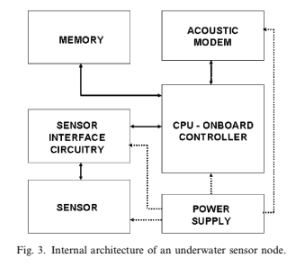 MEMORY
ACOUSTIC
MODEM
SENSOR
INTERFACE
CIRCUITRY
CPU - ONBOARD
CONTROLLER
SENSOR
POWER
SUPPLY
Fig. 3. Internal architecture of an underwater sensor node.